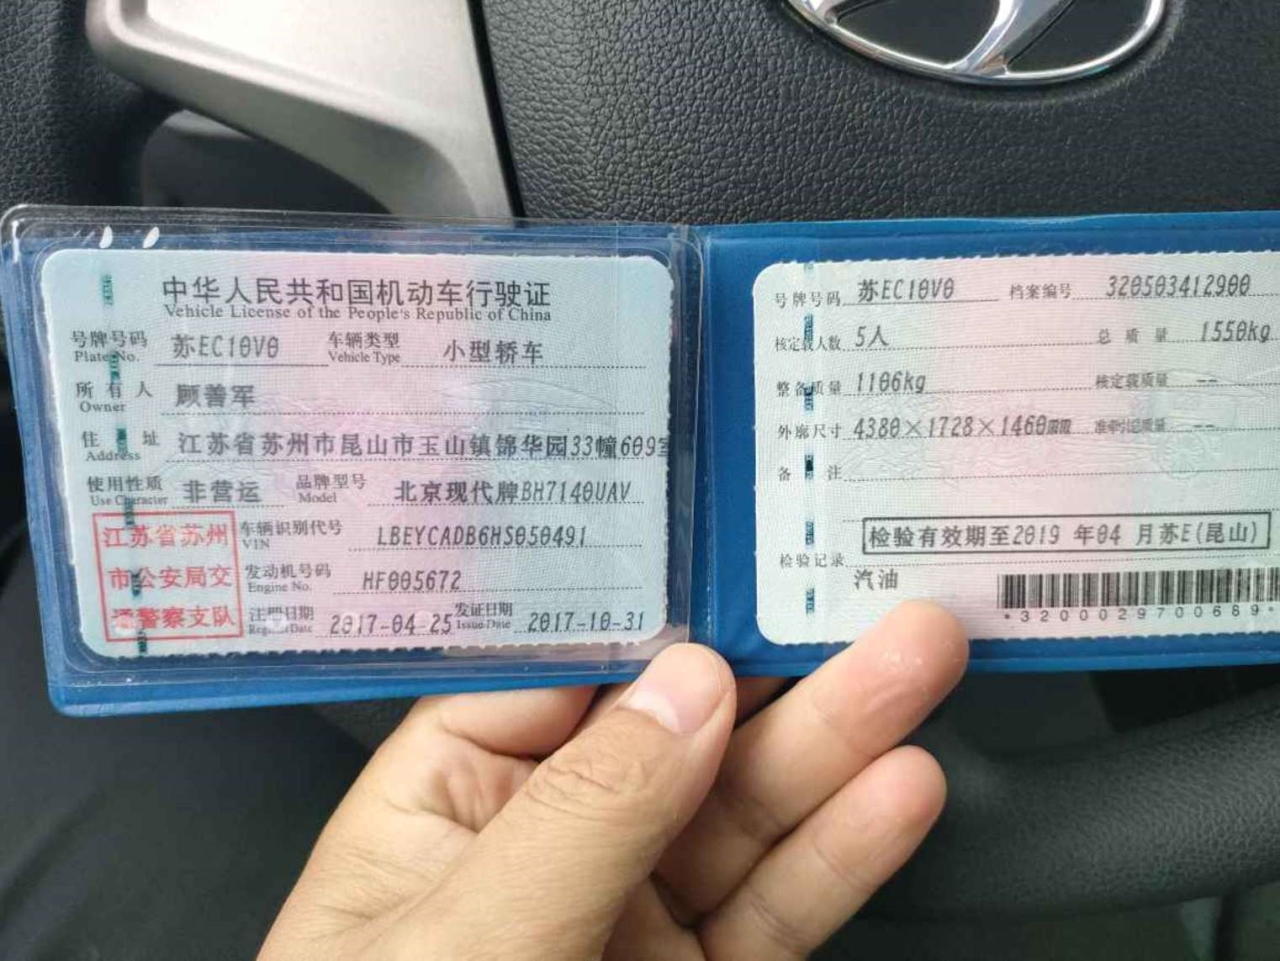 中华人民共和国机动车行驶证
Vehicle License of the People's Republic of China
号牌号码 苏EC10V0 车辆类型 小型轿车
Plate No. Vehicle Type
所有人 顾善军
Owner
住址 江苏省苏州市昆山市玉山镇锦华园33幢609室
Address
使用性质 非营运 品牌型号 北京现代牌BH7140UAV
Use Character Model
江苏省苏州
市公安局交
通警察支队
车辆识别代号 LBEYCADB6HS050491
VIN
发动机号码 HF005672
Engine No.
注册日期 2017-04-25 发证日期 2017-10-31
Register Date Issue Date
号牌号码 苏EC10V0 档案编号 320503412900
核定载人数 5人 总质量 1550kg
整备质量 1106kg 核定载质量 --
外廓尺寸 4380×1728×1460 准牵引总质量 --
备注
检验有效期至2019 年04 月苏E(昆山)
检验记录
汽油
*3200029700689*